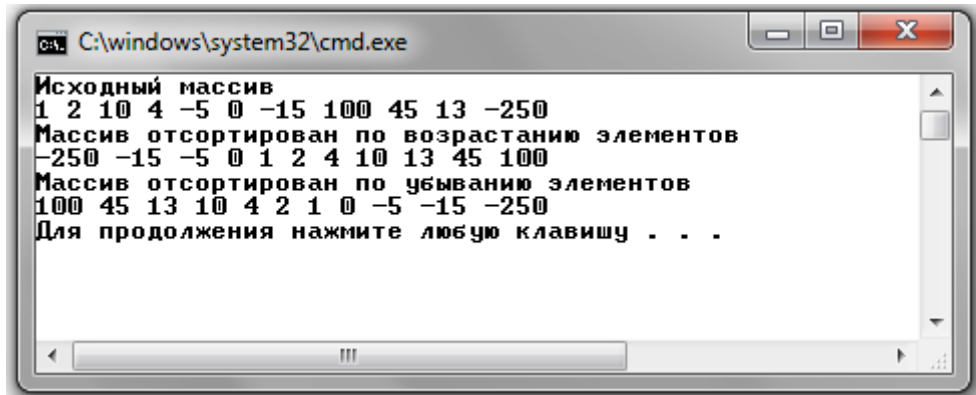 C:\windows\system32\cmd.exe
Исходный массив
1 2 10 4 -5 0 -15 100 45 13 -250
Массив отсортирован по возрастанию элементов
-250 -15 -5 0 1 2 4 10 13 45 100
Массив отсортирован по убыванию элементов
100 45 13 10 4 2 1 0 -5 -15 -250
Для продолжения нажмите любую клавишу . . .